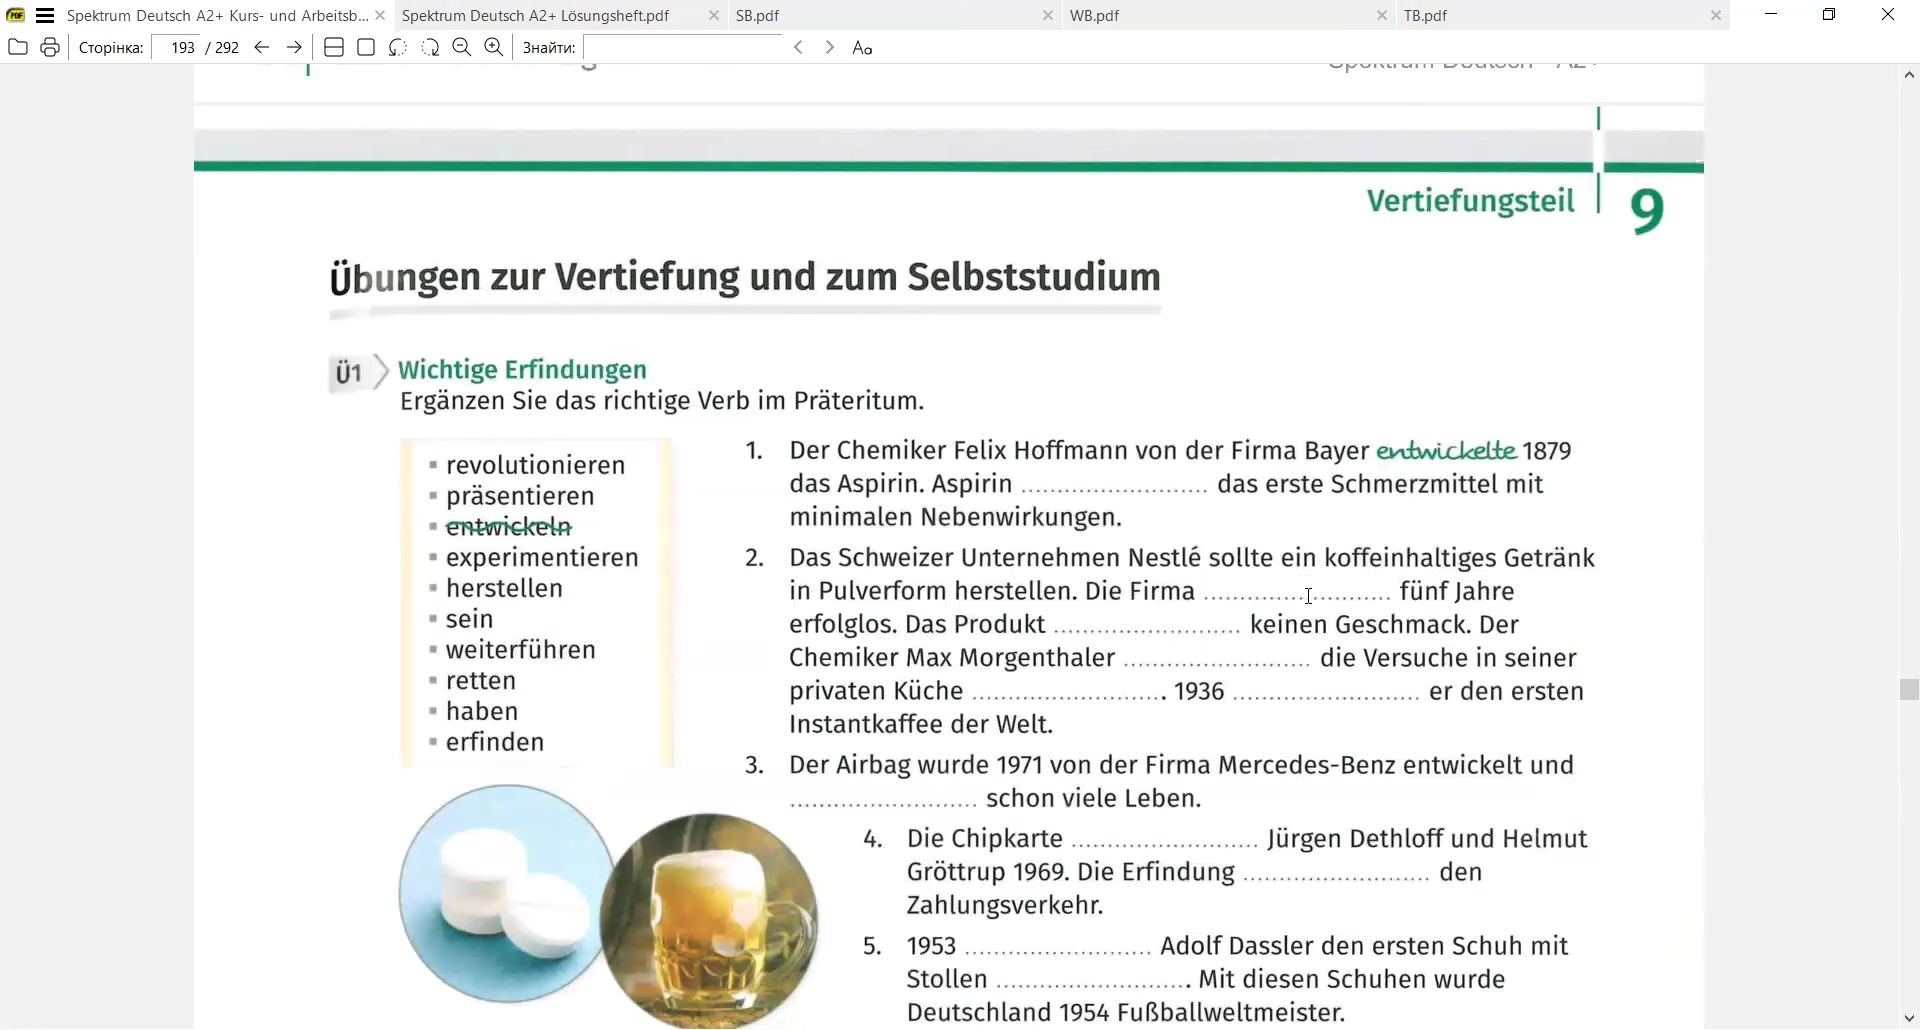 Spektrum Deutsch A2+ Kurs- und Arbeitsb...
Spektrum Deutsch A2+ Lösungsheft.pdf
SB.pdf
WB.pdf
TB.pdf
Сторінка: 193 / 292
Знайти:
Aa
Spektrum Deutsch A2+
Vertiefungsteil 9
Übungen zur Vertiefung und zum Selbststudium
Ü1 Wichtige Erfindungen
Ergänzen Sie das richtige Verb im Präteritum.
revolutionieren
präsentieren
entwickeln
experimentieren
herstellen
sein
weiterführen
retten
haben
erfinden
1. Der Chemiker Felix Hoffmann von der Firma Bayer entwickelte 1879
das Aspirin. Aspirin .......................... das erste Schmerzmittel mit
minimalen Nebenwirkungen.
2. Das Schweizer Unternehmen Nestlé sollte ein koffeinhaltiges Getränk
in Pulverform herstellen. Die Firma .......................... fünf Jahre
erfolglos. Das Produkt .......................... keinen Geschmack. Der
Chemiker Max Morgenthaler .......................... die Versuche in seiner
privaten Küche .......................... . 1936 .......................... er den ersten
Instantkaffee der Welt.
3. Der Airbag wurde 1971 von der Firma Mercedes-Benz entwickelt und
.......................... schon viele Leben.
4. Die Chipkarte .......................... Jürgen Dethloff und Helmut
Gröttrup 1969. Die Erfindung .......................... den
Zahlungsverkehr.
5. 1953 .......................... Adolf Dassler den ersten Schuh mit
Stollen .......................... . Mit diesen Schuhen wurde
Deutschland 1954 Fußballweltmeister.